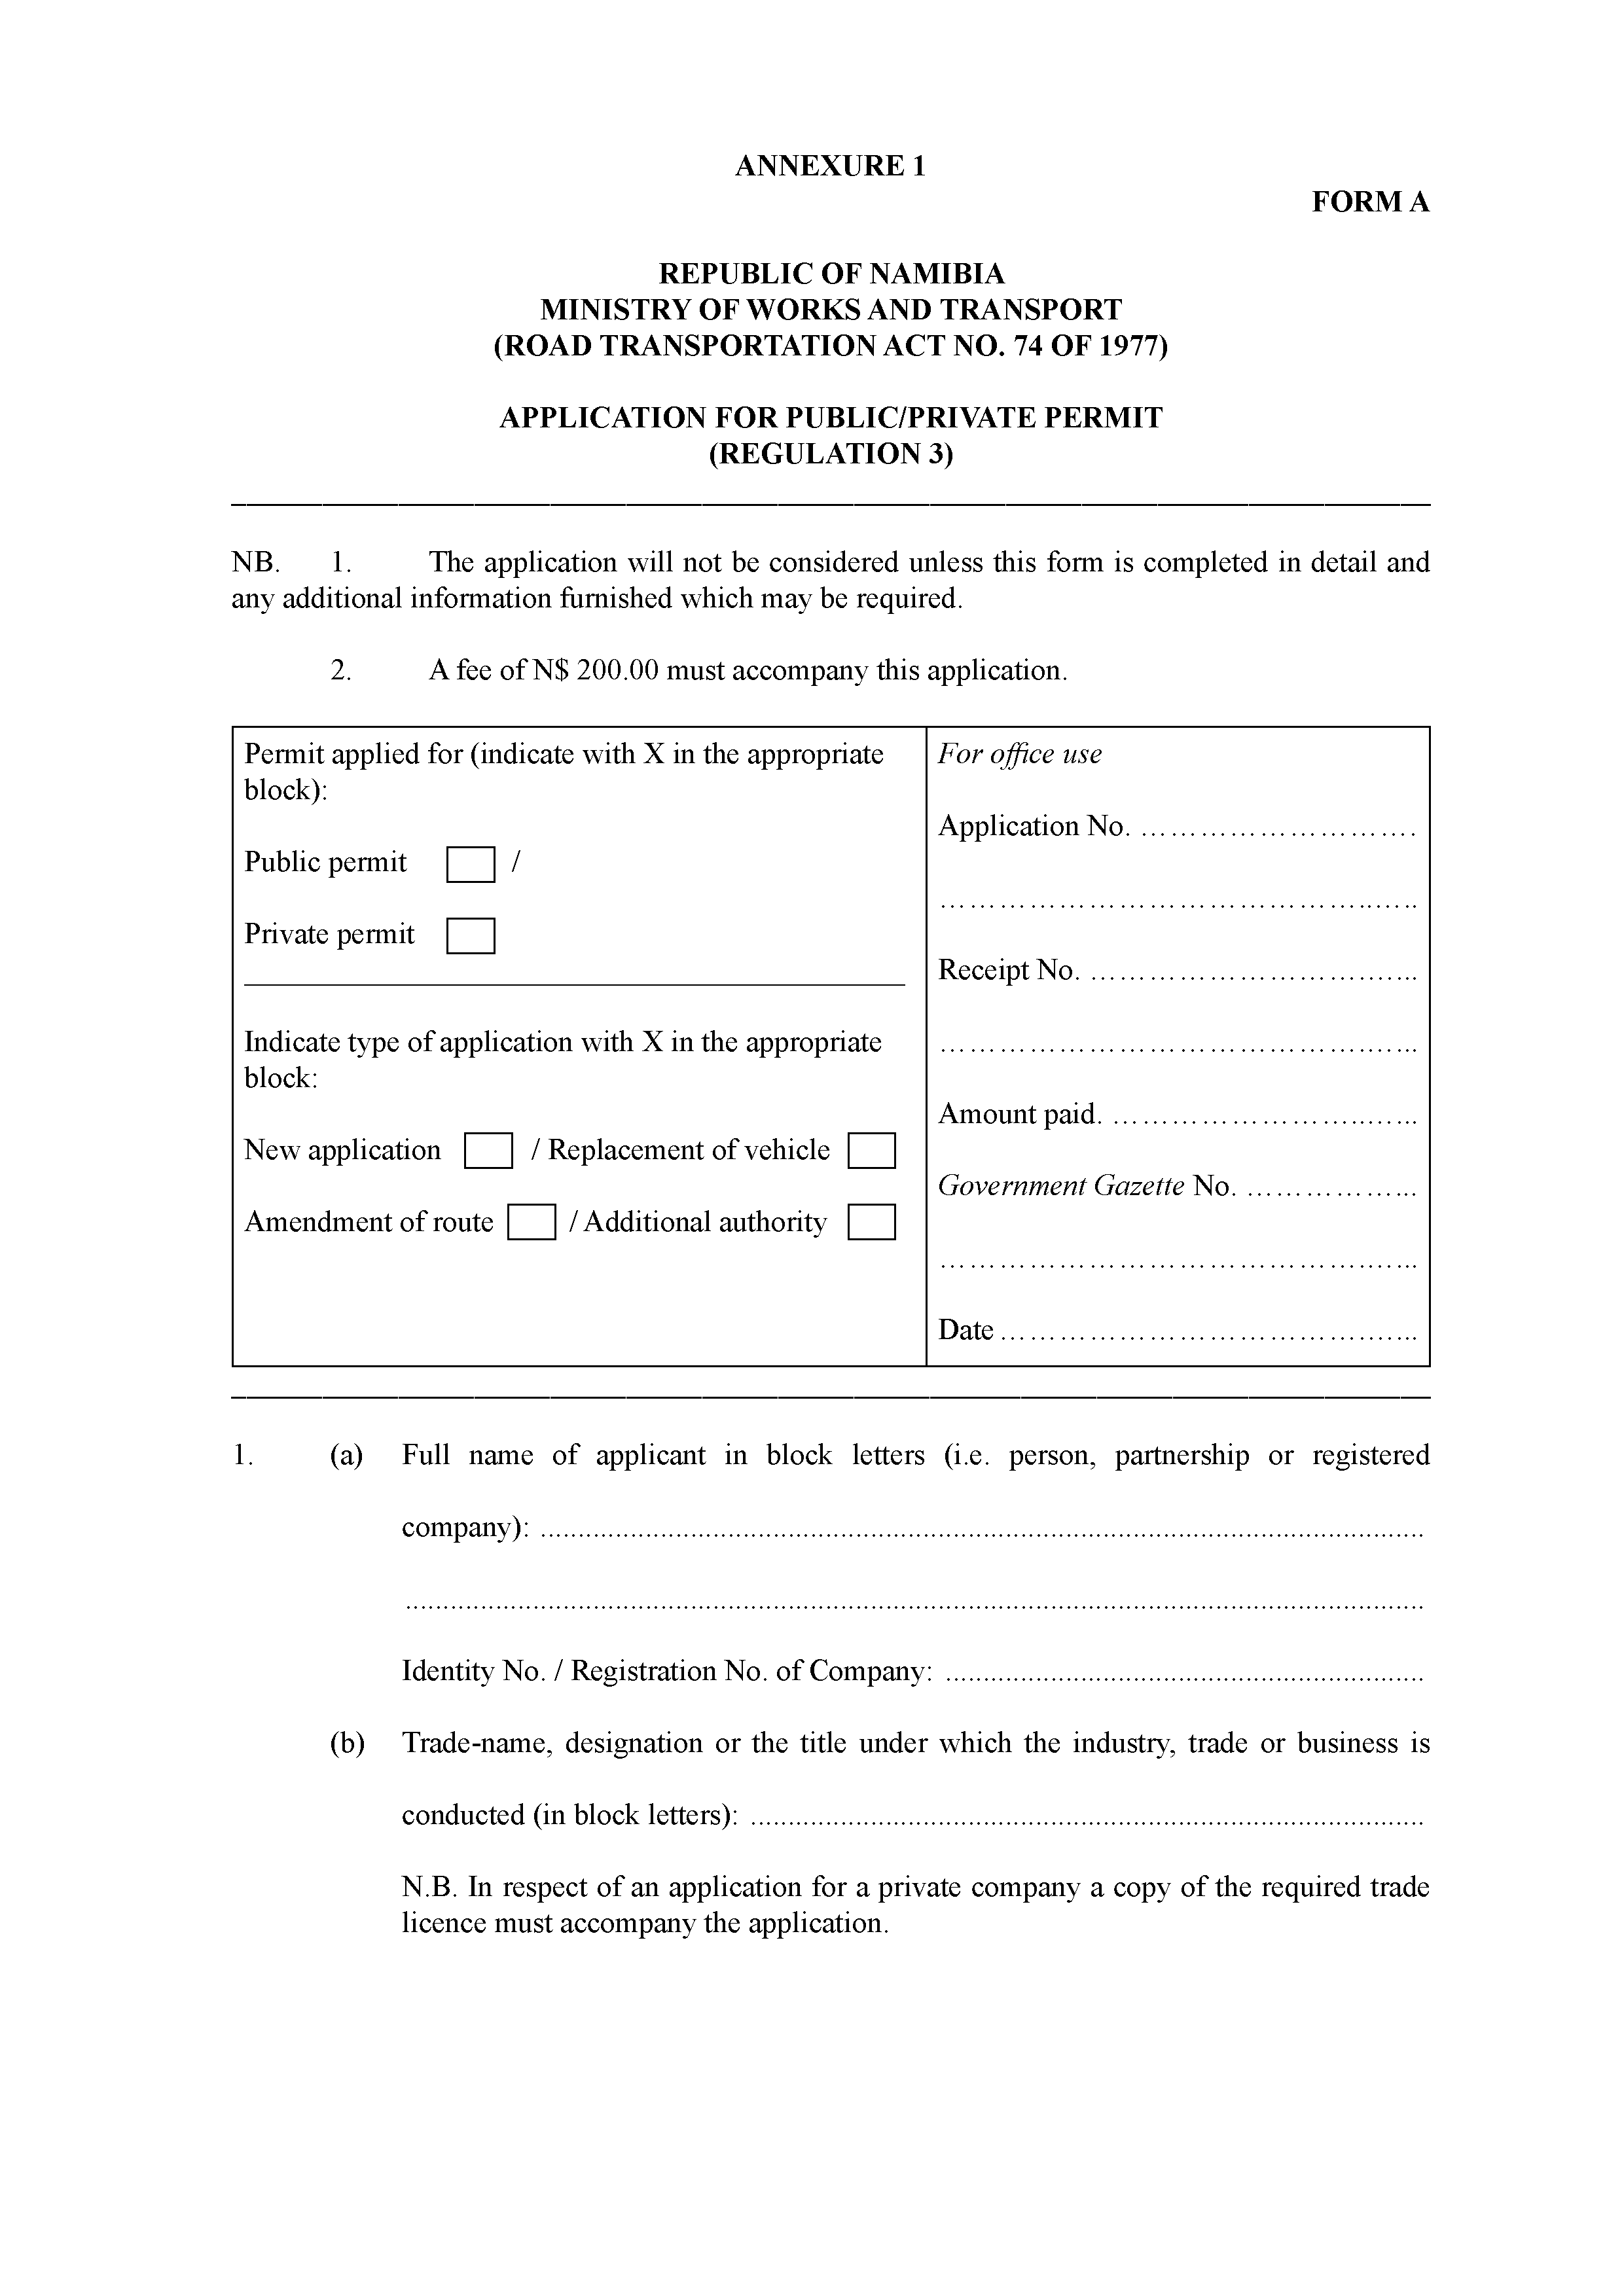 ANNEXURE 1
FORM A
REPUBLIC OF NAMIBIA
MINISTRY OF WORKS AND TRANSPORT
(ROAD TRANSPORTATION ACT NO. 74 OF 1977)
APPLICATION FOR PUBLIC/PRIVATE PERMIT
(REGULATION 3)
NB. 1. The application will not be considered unless this form is completed in detail and
any additional information furnished which may be required.
2. A fee of N$ 200.00 must accompany this application.
Permit applied for (indicate with X in the appropriate
block):
Public permit /
Private permit
Indicate type of application with X in the appropriate
block:
New application / Replacement of vehicle
Amendment of route / Additional authority
For office use
Application No. ……………………….
……………………………………..…..
Receipt No. …………………………...
……………………………………......
Amount paid. ……………………......
Government Gazette No. ……………...
……………………………………......
Date …………………………………...
1. (a) Full name of applicant in block letters (i.e. person, partnership or registered
company): ......................................................................................................................
........................................................................................................................................
Identity No. / Registration No. of Company: ................................................................
(b) Trade-name, designation or the title under which the industry, trade or business is
conducted (in block letters): ..........................................................................................
N.B. In respect of an application for a private company a copy of the required trade
licence must accompany the application.